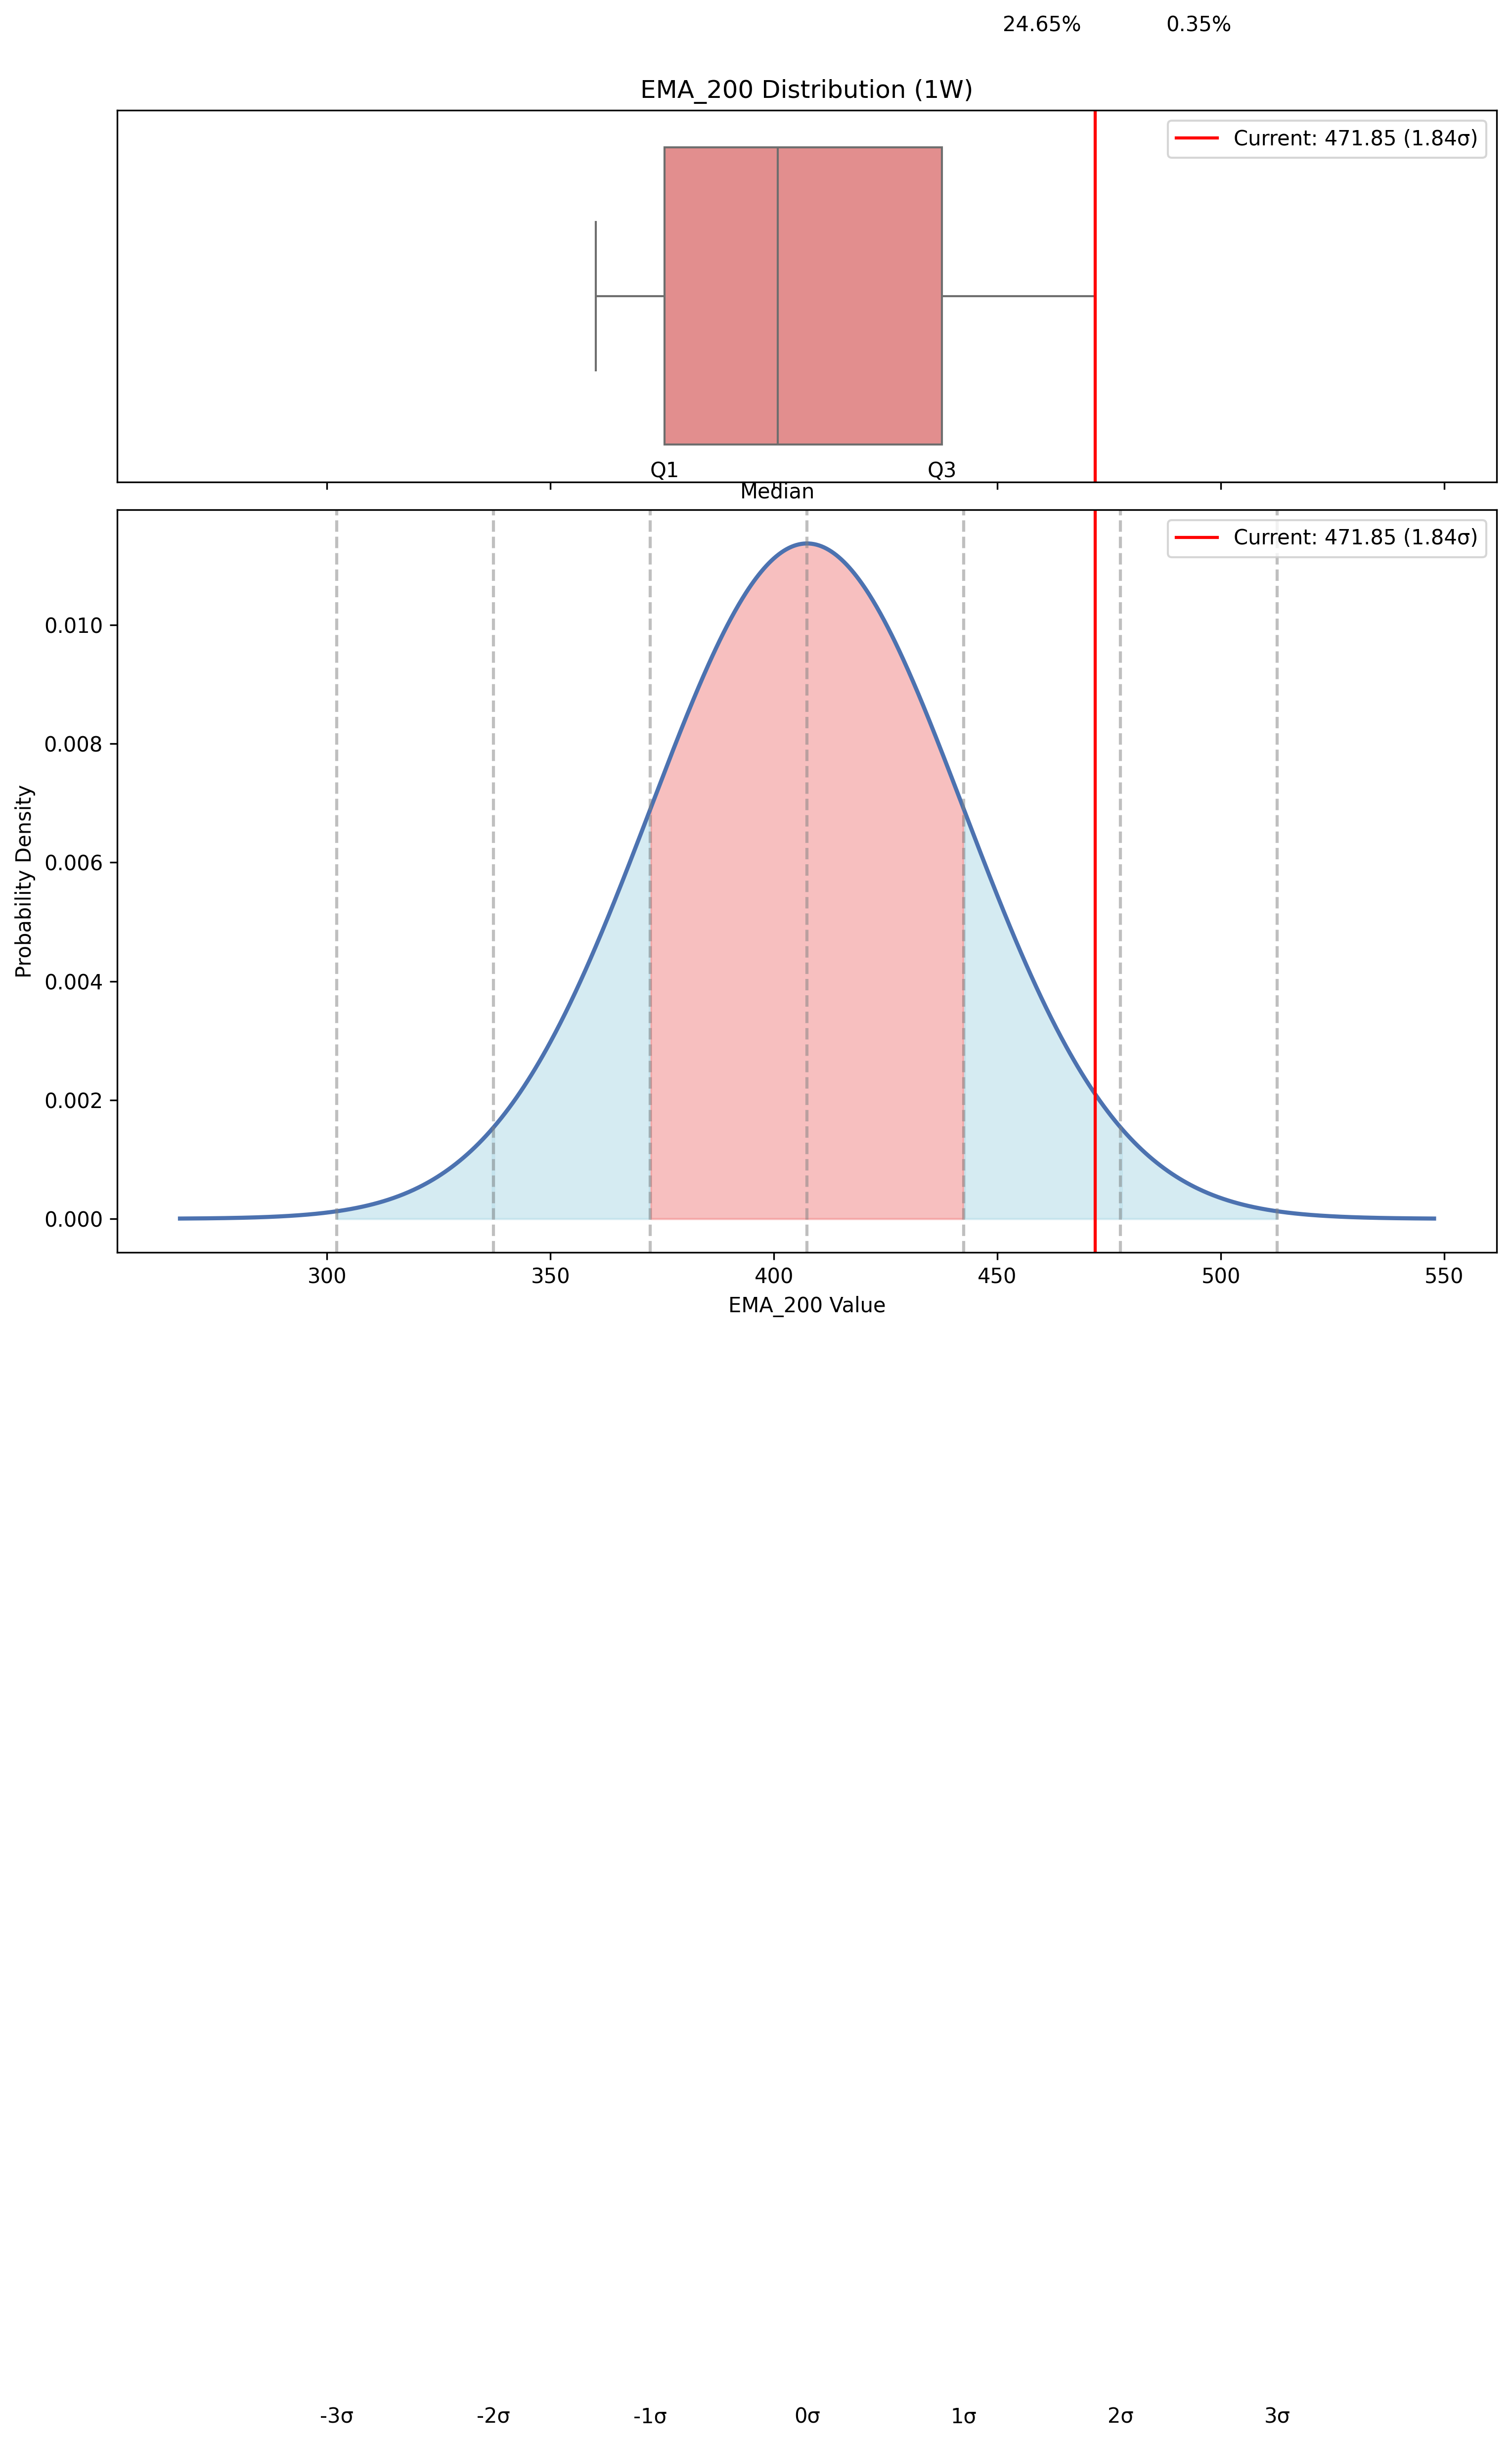 24.65% 0.35%
EMA_200 Distribution (1W)
Current: 471.85 (1.84σ)
Q1 Q3
Median
Current: 471.85 (1.84σ)
0.010
0.008
0.006
0.004
0.002
0.000
Probability Density
300 350 400 450 500 550
EMA_200 Value
-3σ -2σ -1σ 0σ 1σ 2σ 3σ